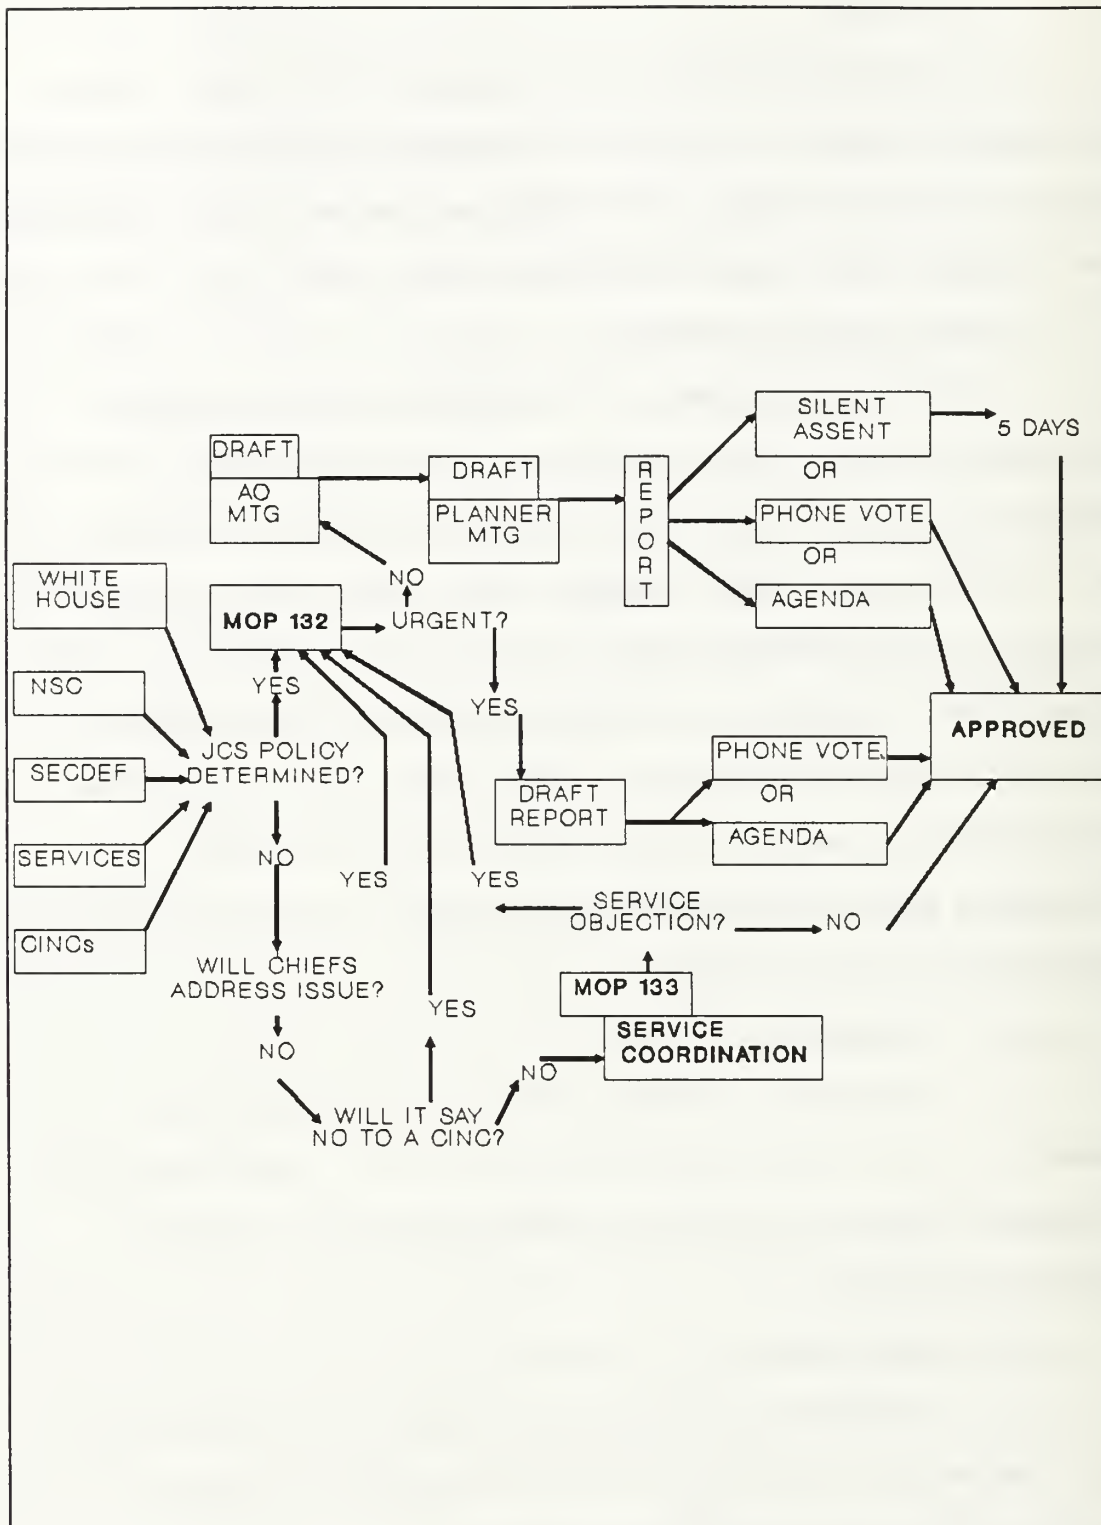 SILENT
ASSENT
5 DAYS
OR
DRAFT
AO
MTG
DRAFT
PLANNER
MTG
REPORT
PHONE VOTE
OR
AGENDA
WHITE
HOUSE
NO
MOP 132
URGENT?
YES
NSC
YES
APPROVED
JCS POLICY
DETERMINED?
SECDEF
PHONE VOTE
OR
AGENDA
DRAFT
REPORT
SERVICES
NO
YES
YES
SERVICE
OBJECTION?
NO
CINCs
WILL CHIEFS
ADDRESS ISSUE?
MOP 133
YES
SERVICE
COORDINATION
NO
NO
WILL IT SAY
NO TO A CINC?